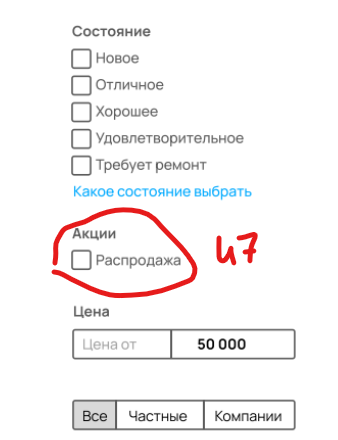 Состояние
Новое
Отличное
Хорошее
Удовлетворительное
Требует ремонт
Какое состояние выбрать
Акции
Распродажа
47
Цена
Цена от 50 000
Все Частные Компании